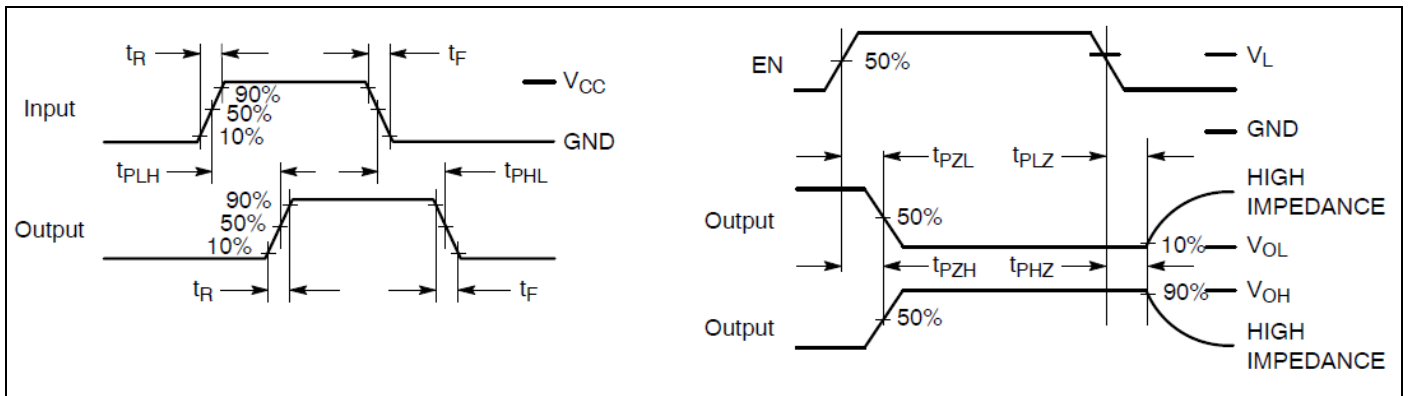 tR
tF
Input
90%
50%
10%
VCC
GND
tPLH
tPHL
Output
90%
50%
10%
tR
tF
EN
50%
VL
GND
tPZL
tPLZ
Output
50%
HIGH
IMPEDANCE
10%
VOL
tPZH
tPHZ
90%
VOH
Output
50%
HIGH
IMPEDANCE